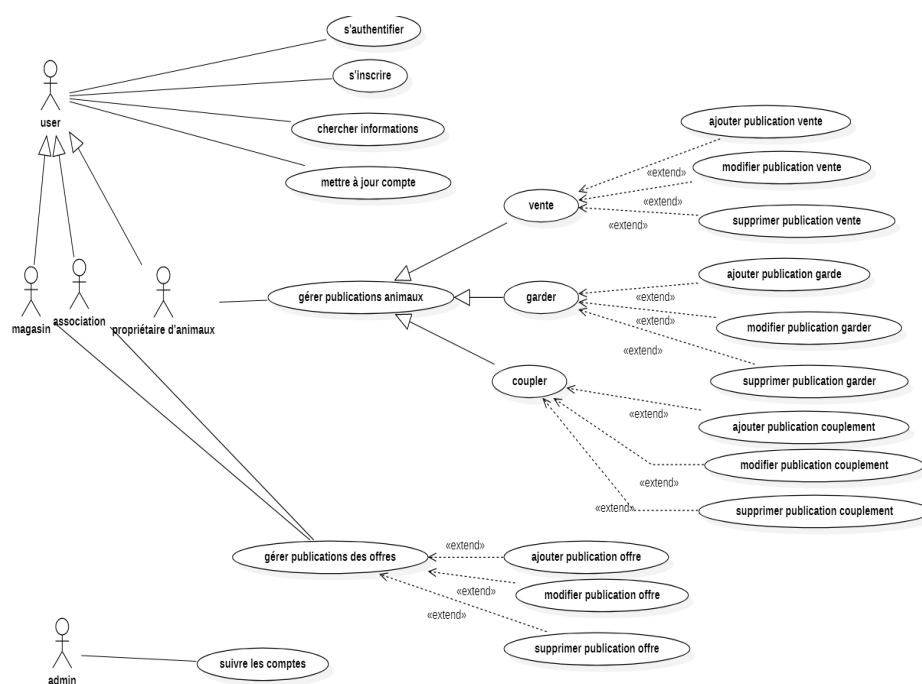 s'authentifier
s'inscrire
user
chercher informations
mettre à jour compte
ajouter publication vente
modifier publication vente
supprimer publication vente
vente
«extend»
«extend»
«extend»
magasin
association
propriétaire d'animaux
gérer publications animaux
garder
ajouter publication garde
modifier publication garder
supprimer publication garder
«extend»
«extend»
«extend»
coupler
ajouter publication couplement
modifier publication couplement
supprimer publication couplement
«extend»
«extend»
«extend»
gérer publications des offres
ajouter publication offre
modifier publication offre
supprimer publication offre
«extend»
«extend»
«extend»
admin
suivre les comptes